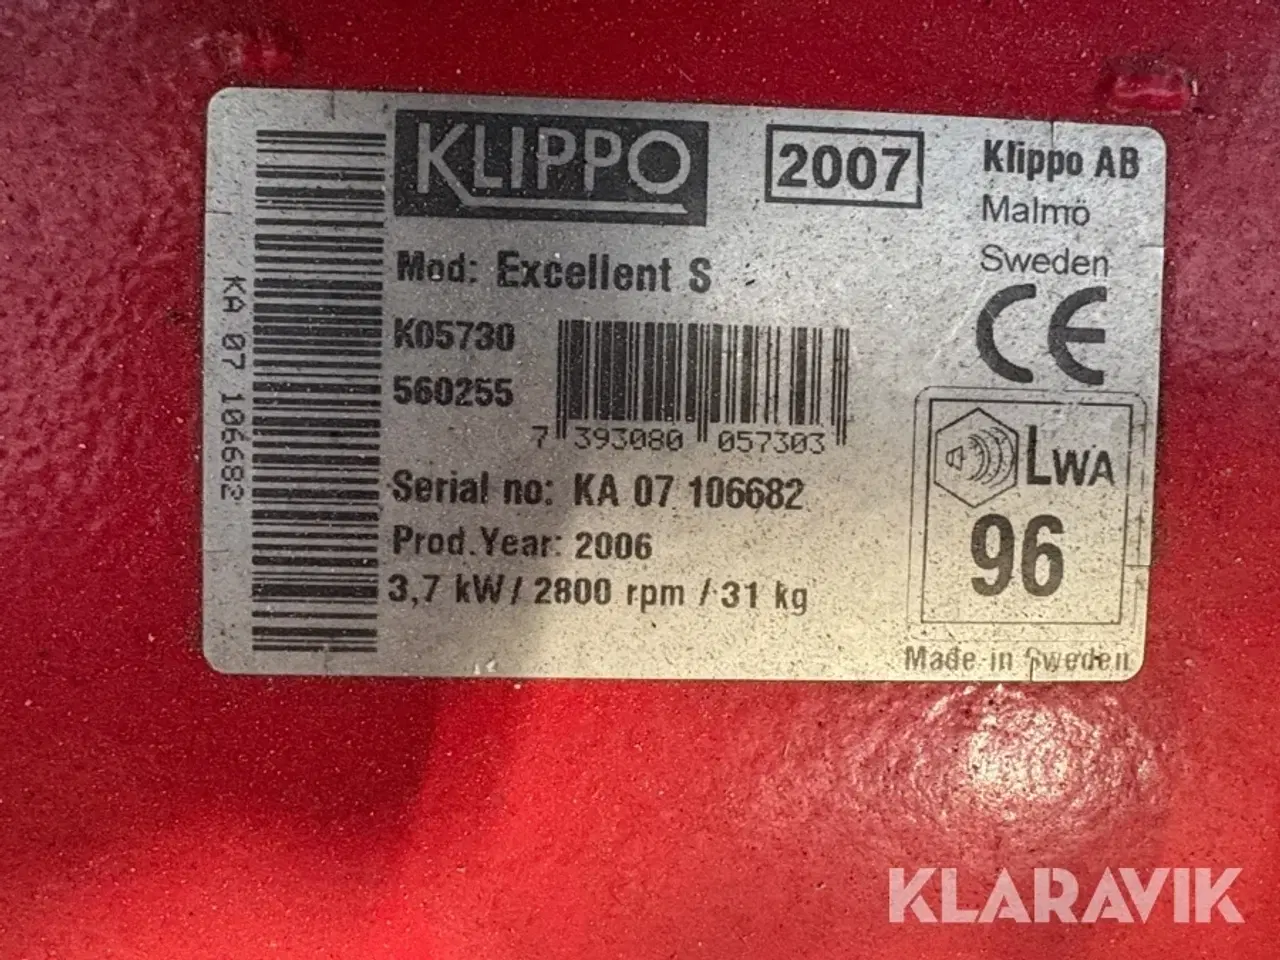 KLIPPO
2007
Klippo AB
Malmö
Sweden
Mod: Excellent S
K05730
560255
7 393080 057303
CE
LWA
96
Serial no: KA 07 106682
Prod.Year: 2006
3,7 kW / 2800 rpm / 31 kg
Made in Sweden
KA 07 106682
KLARAVIK